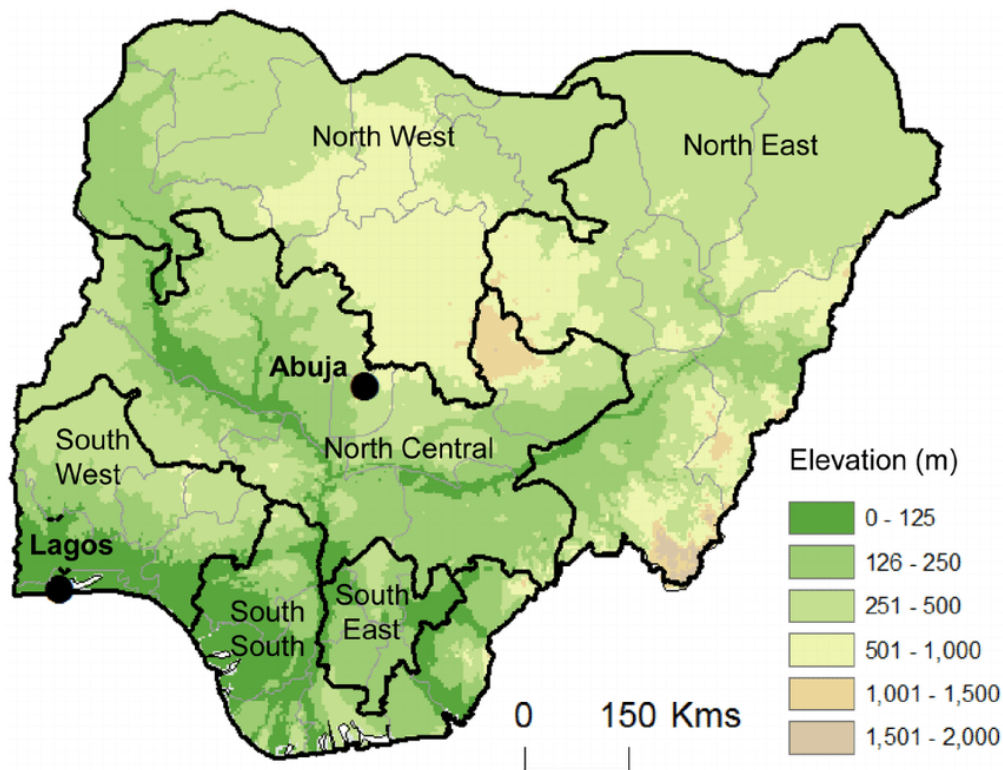 North West
North East
Abuja
North Central
South
West
Lagos
South
South
South
East
Elevation (m)
0 - 125
126 - 250
251 - 500
501 - 1,000
1,001 - 1,500
1,501 - 2,000
0 150 Kms